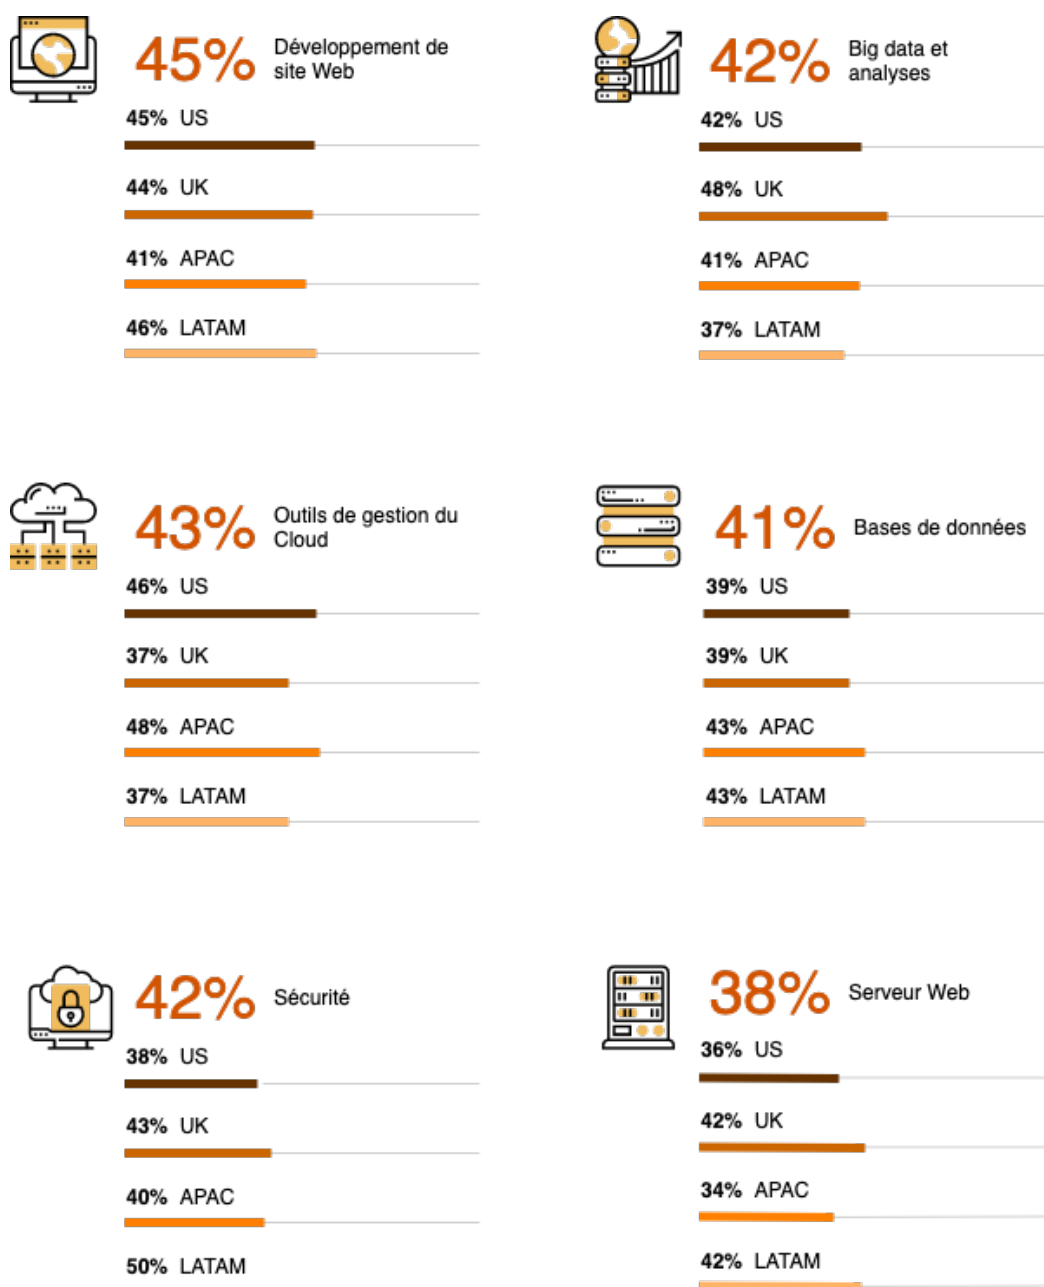 45% Développement de
site Web
45% US
44% UK
41% APAC
46% LATAM
42% Big data et
analyses
42% US
48% UK
41% APAC
37% LATAM
43% Outils de gestion du
Cloud
46% US
37% UK
48% APAC
37% LATAM
41% Bases de données
39% US
39% UK
43% APAC
43% LATAM
42% Sécurité
38% US
43% UK
40% APAC
50% LATAM
38% Serveur Web
36% US
42% UK
34% APAC
42% LATAM